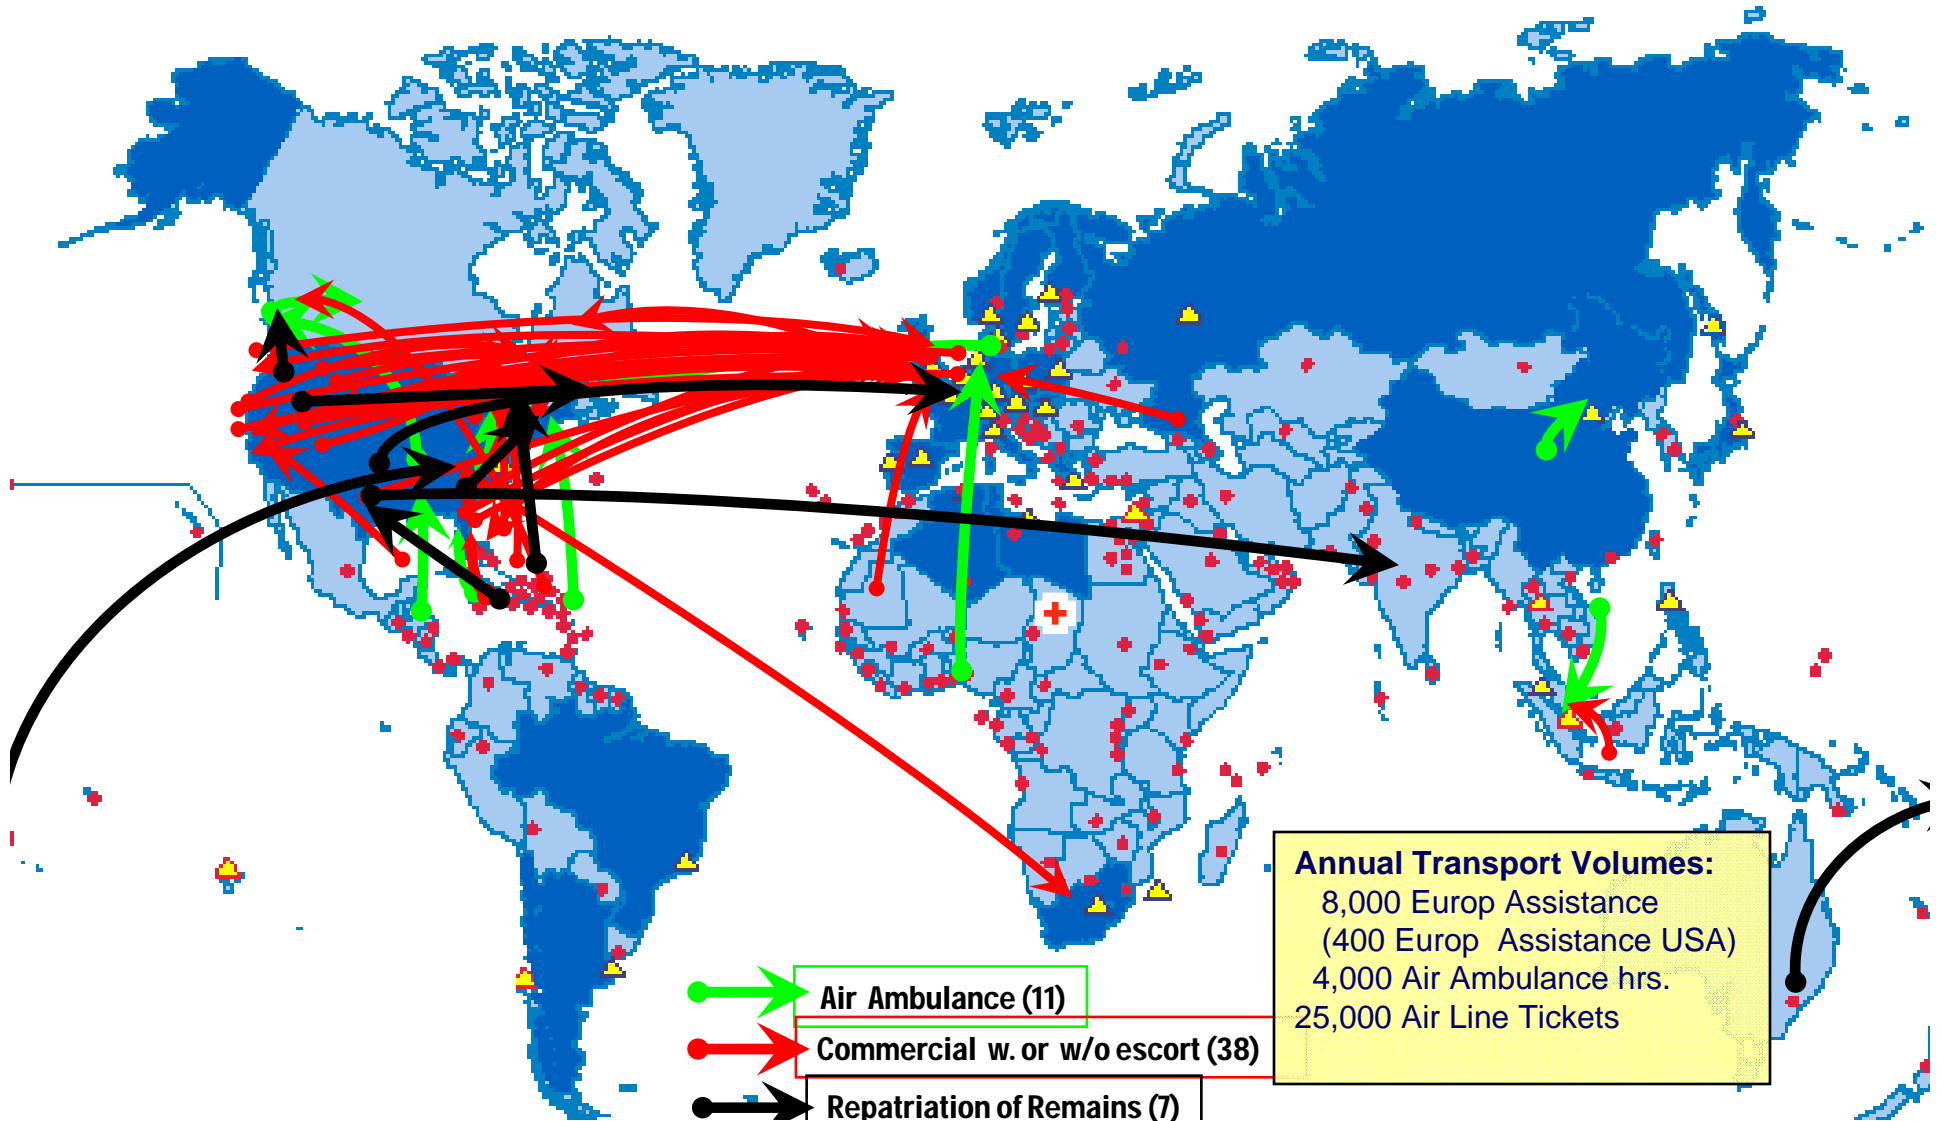 Annual Transport Volumes:
8,000 Europ Assistance
(400 Europ Assistance USA)
4,000 Air Ambulance hrs.
25,000 Air Line Tickets
Air Ambulance (11)
Commercial w. or w/o escort (38)
Repatriation of Remains (7)